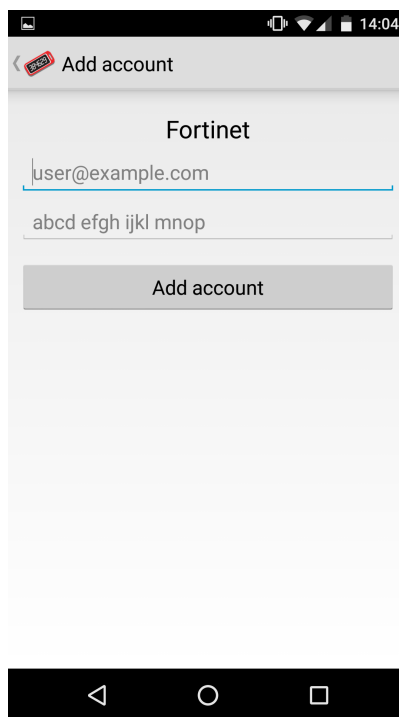 14:04
Add account
Fortinet
user@example.com
abcd efgh ijkl mnop
Add account